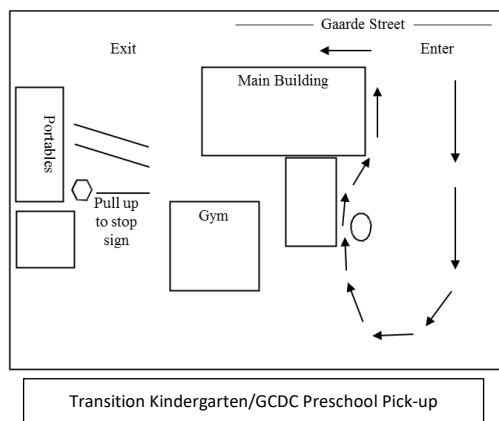 Gaarde Street
Exit
Enter
Main Building
Portables
Pull up
to stop
sign
Gym
Transition Kindergarten/GCDC Preschool Pick-up